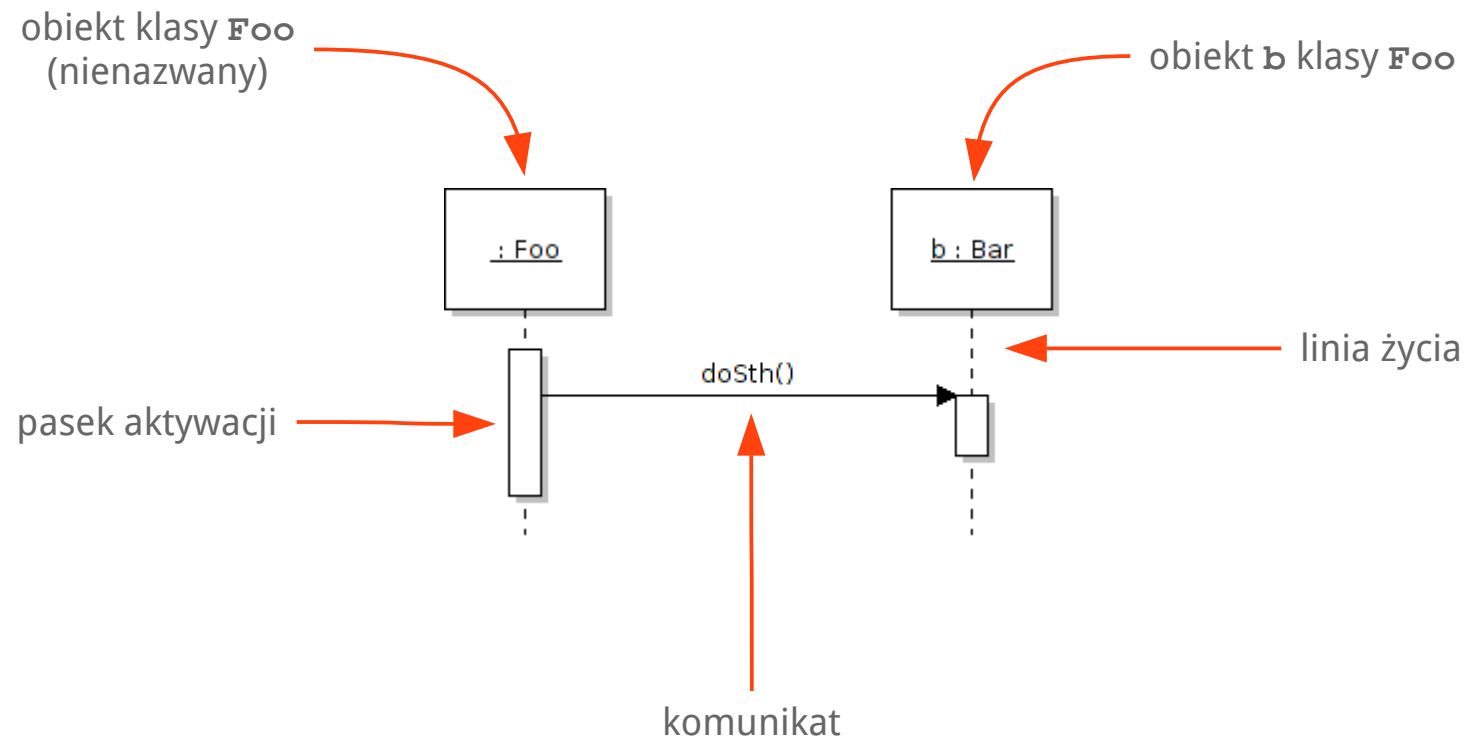 obiekt klasy Foo
(nienazwany)
obiekt b klasy Foo
: Foo
b : Bar
linia życia
doSth()
pasek aktywacji
komunikat